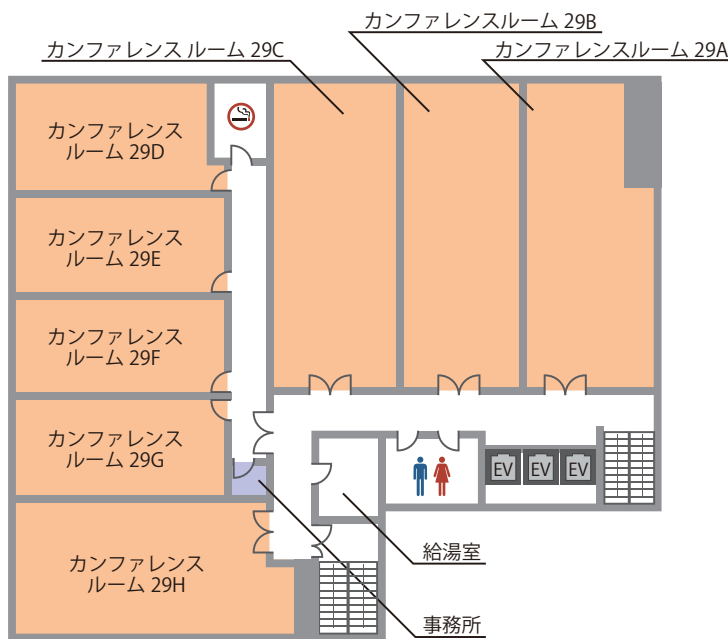 カンファレンスルーム 29B
カンファレンス ルーム 29C
カンファレンスルーム 29A
カンファレンス
ルーム 29D
カンファレンス
ルーム 29E
カンファレンス
ルーム 29F
カンファレンス
ルーム 29G
カンファレンス
ルーム 29H
EV EV EV
給湯室
事務所